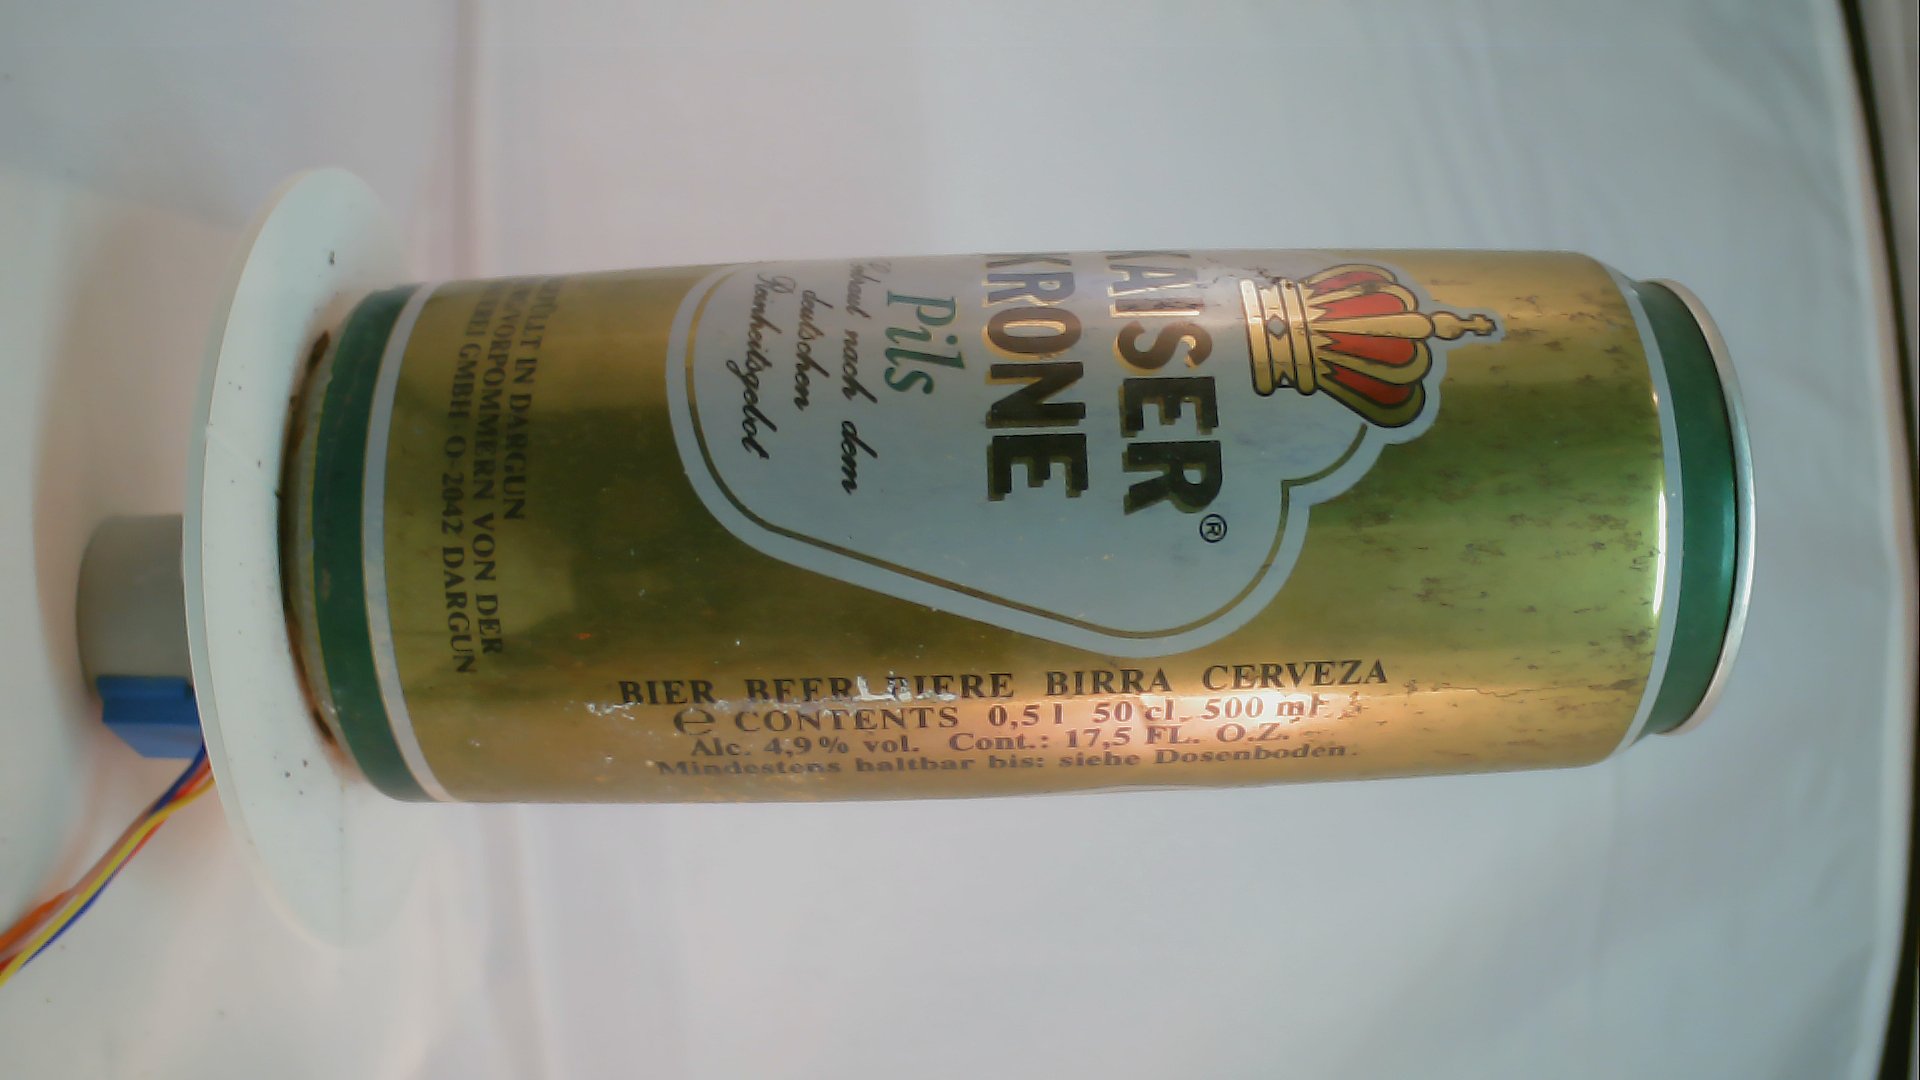 KAISER®
KRONE
Pils
Gebraut nach dem
deutschen
Reinheitsgebot
IN DARGUN
VORPOMMERN VON DER
GMBH · O-2042 DARGUN
BIER BEER BIERE BIRRA CERVEZA
℮ CONTENTS 0,5 l 50 cl. 500 ml.
Alc. 4,9% vol. Cont.: 17,5 FL. O.Z.
Mindestens haltbar bis: siehe Dosenboden.